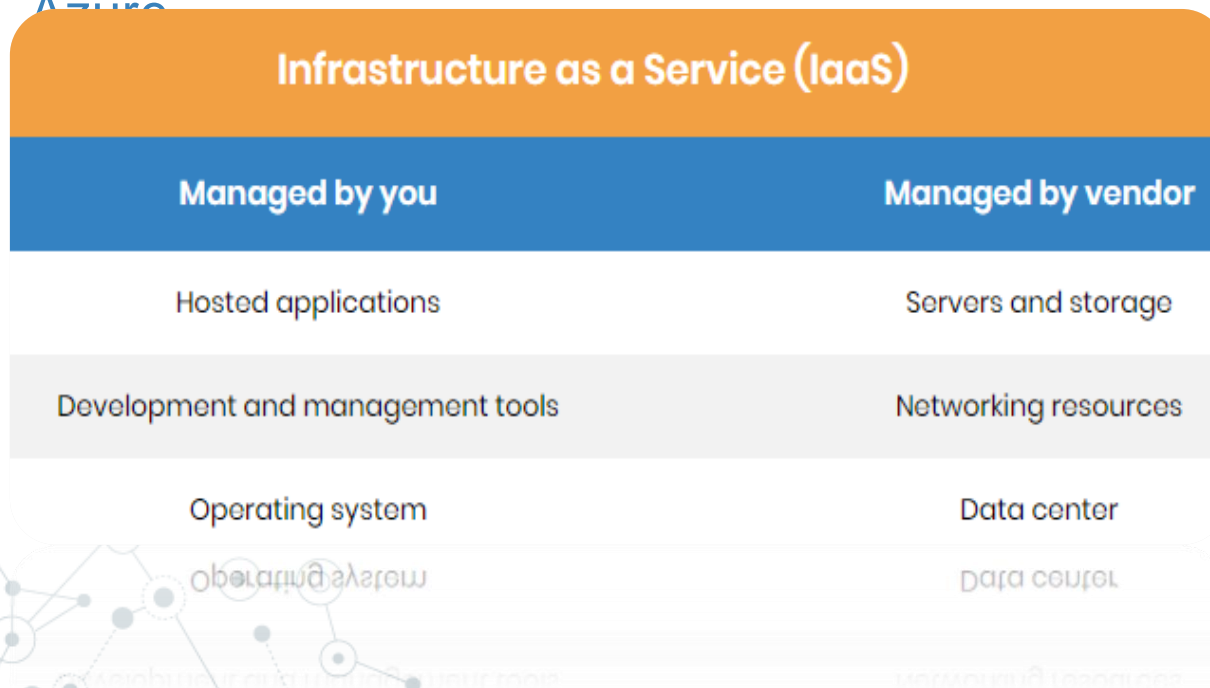 Azure
Infrastructure as a Service (IaaS)
Managed by you Managed by vendor
Hosted applications Servers and storage
Development and management tools Networking resources
Operating system Data center